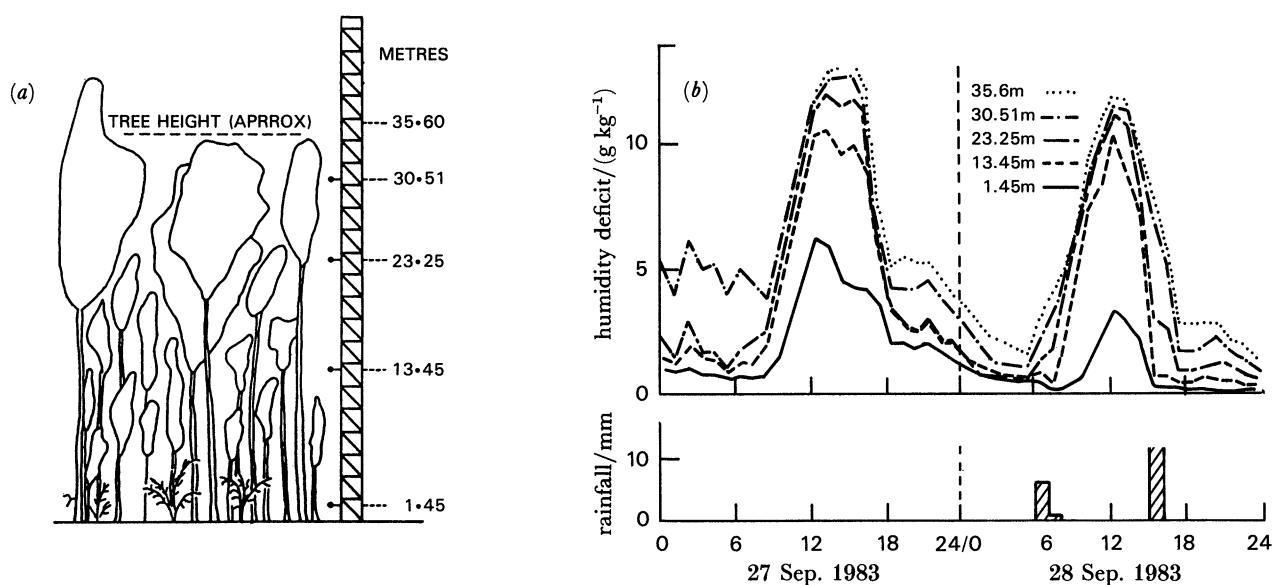 (a)
METRES
TREE HEIGHT (APRROX)
35•60
30•51
23•25
13•45
1•45
(b)
humidity deficit/(g kg⁻¹)
10
5
0
35.6m
30.51m
23.25m
13.45m
1.45m
rainfall/mm
10
0
0 6 12 18 24/0 6 12 18 24
27 Sep. 1983 28 Sep. 1983